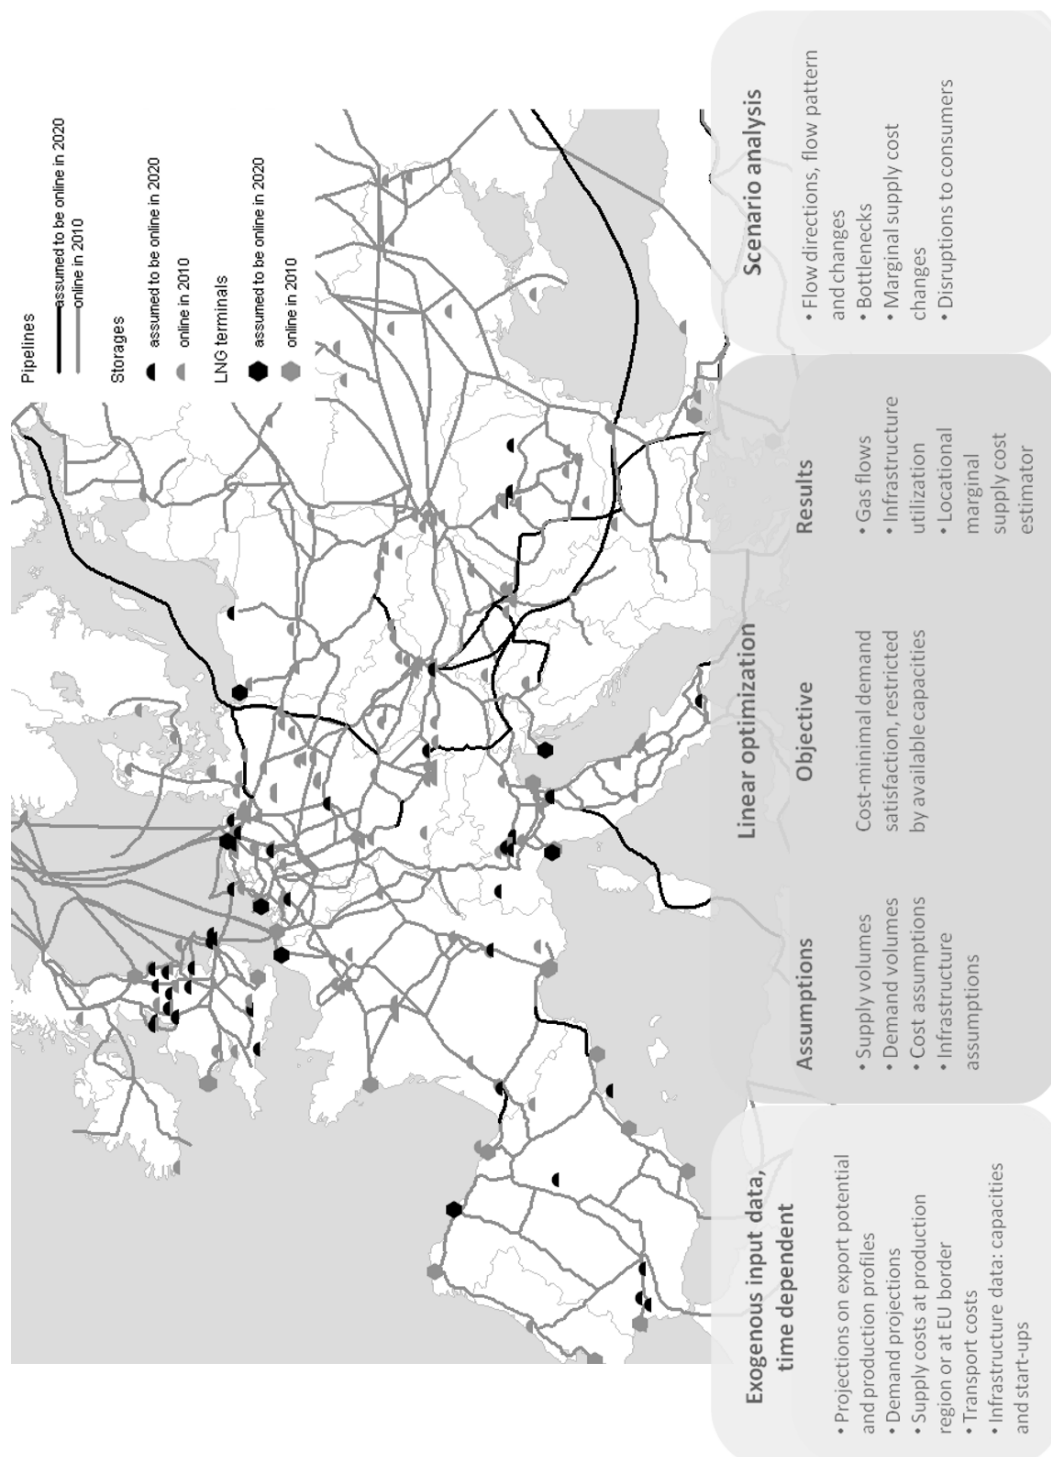 Pipelines
assumed to be online in 2020
online in 2010
Storages
assumed to be online in 2020
online in 2010
LNG terminals
assumed to be online in 2020
online in 2010
Exogenous input data,
time dependent
• Projections on export potential
and production profiles
• Demand projections
• Supply costs at production
region or at EU border
• Transport costs
• Infrastructure data: capacities
and start-ups
Linear optimization
Assumptions
• Supply volumes
• Demand volumes
• Cost assumptions
• Infrastructure
assumptions
Objective
Cost-minimal demand
satisfaction, restricted
by available capacities
Results
• Gas flows
• Infrastructure
utilization
• Locational
marginal
supply cost
estimator
Scenario analysis
• Flow directions, flow pattern
and changes
• Bottlenecks
• Marginal supply cost
changes
• Disruptions to consumers